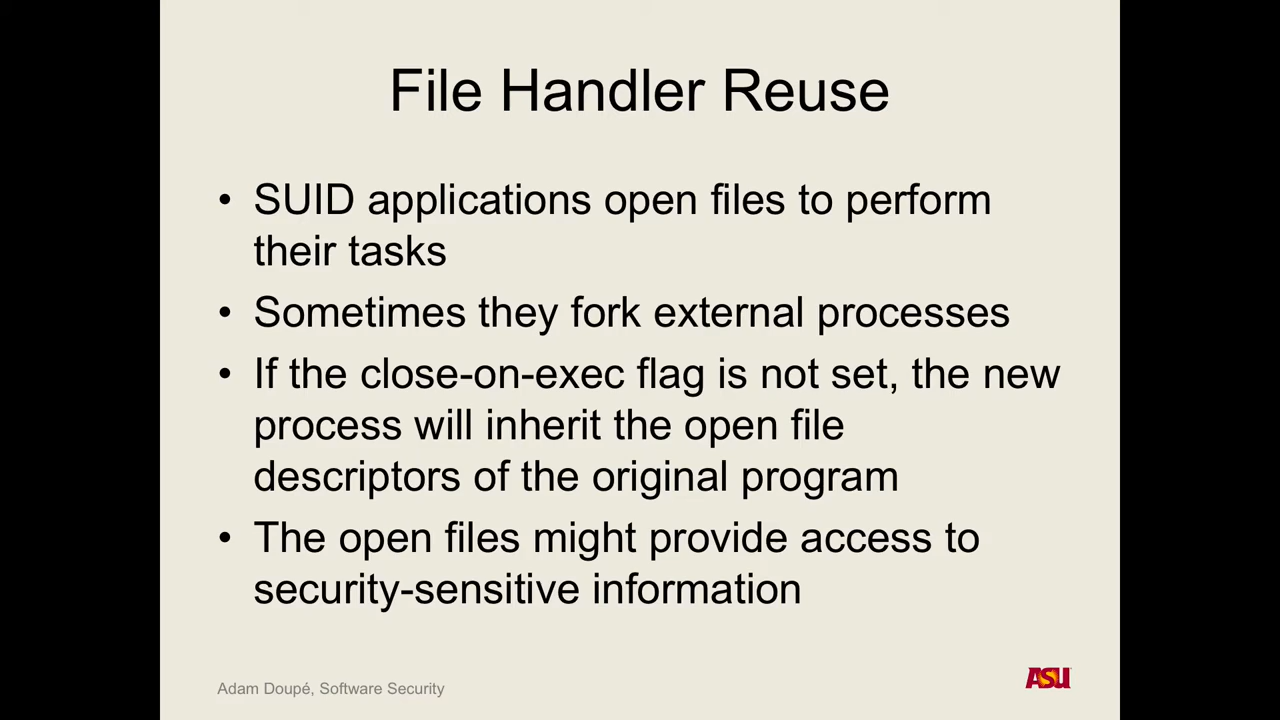 File Handler Reuse
• SUID applications open files to perform
their tasks
• Sometimes they fork external processes
• If the close-on-exec flag is not set, the new
process will inherit the open file
descriptors of the original program
• The open files might provide access to
security-sensitive information
Adam Doupé, Software Security
ASU